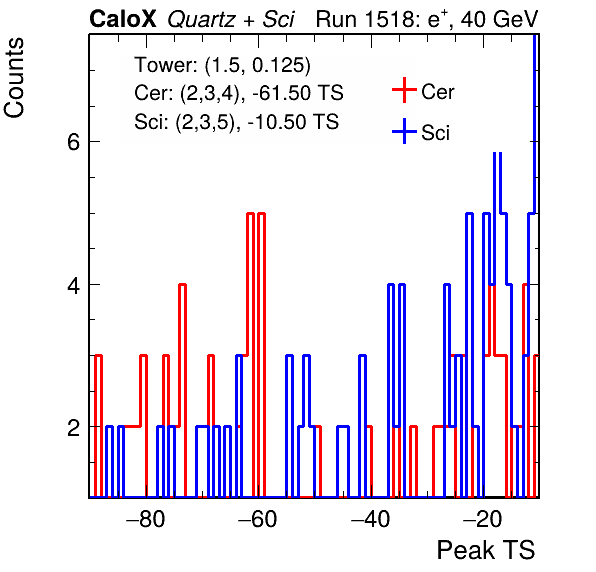 CaloX Quartz + Sci Run 1518: e⁺, 40 GeV
Counts
Tower: (1.5, 0.125)
Cer: (2,3,4), -61.50 TS
Sci: (2,3,5), -10.50 TS
Cer
Sci
6
4
2
−80 −60 −40 −20
Peak TS